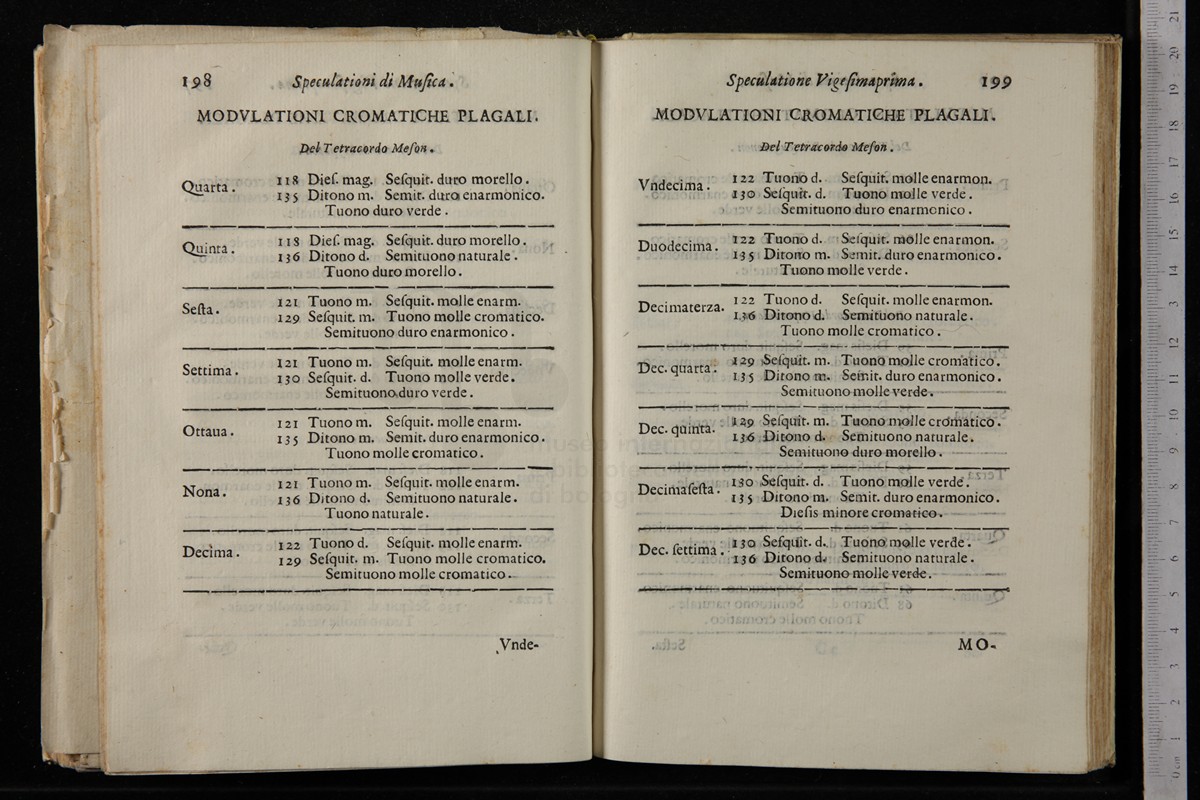 198 Speculationi di Muſica.
MODVLATIONI CROMATICHE PLAGALI.
Del Tetracordo Meſon.
Quarta. 118 Dieſ. mag. Seſquit. duro morello.
135 Ditono m. Semit. duro enarmonico.
Tuono duro verde.
Quinta. 118 Dieſ. mag. Seſquit. duro morello.
136 Ditono d. Semituono naturale.
Tuono duro morello.
Seſta. 121 Tuono m. Seſquit. molle enarm.
129 Seſquit. m. Tuono molle cromatico.
Semituono duro enarmonico.
Settima. 121 Tuono m. Seſquit. molle enarm.
130 Seſquit. d. Tuono molle verde.
Semituono duro verde.
Ottaua. 121 Tuono m. Seſquit. molle enarm.
135 Ditono m. Semit. duro enarmonico.
Tuono molle cromatico.
Nona. 121 Tuono m. Seſquit. molle enarm.
136 Ditono d. Semituono naturale.
Tuono naturale.
Decima. 122 Tuono d. Seſquit. molle enarm.
129 Seſquit. m. Tuono molle cromatico.
Semituono molle cromatico.
Vnde-
Speculatione Vigeſimaprima. 199
MODVLATIONI CROMATICHE PLAGALI.
Del Tetracordo Meſon.
Vndecima. 122 Tuono d. Seſquit. molle enarmon.
130 Seſquit. d. Tuono molle verde.
Semituono duro enarmonico.
Duodecima. 122 Tuono d. Seſquit. molle enarmon.
135 Ditono m. Semit. duro enarmonico.
Tuono molle verde.
Decimaterza. 122 Tuono d. Seſquit. molle enarmon.
136 Ditono d. Semituono naturale.
Tuono molle cromatico.
Dec. quarta. 129 Seſquit. m. Tuono molle cromatico.
135 Ditono m. Semit. duro enarmonico.
Semituono molle verde.
Dec. quinta. 129 Seſquit. m. Tuono molle cromatico.
136 Ditono d. Semituono naturale.
Semituono duro morello.
Decimaſeſta. 130 Seſquit. d. Tuono molle verde.
135 Ditono m. Semit. duro enarmonico.
Dieſis minore cromatico.
Dec. ſettima. 130 Seſquit. d. Tuono molle verde.
136 Ditono d. Semituono naturale.
Semituono molle verde.
MO-